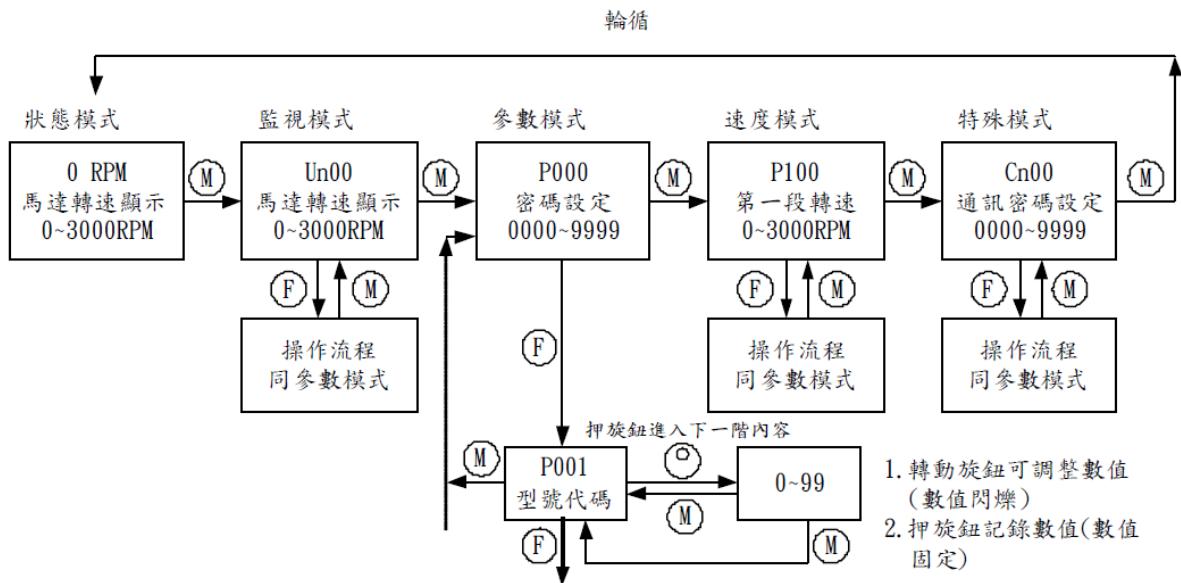 輪循
狀態模式
監視模式
參數模式
速度模式
特殊模式
0 RPM
馬達轉速顯示
0~3000RPM
M
Un00
馬達轉速顯示
0~3000RPM
M
P000
密碼設定
0000~9999
M
P100
第一段轉速
0~3000RPM
M
Cn00
通訊密碼設定
0000~9999
M
F
M
操作流程
同參數模式
F
F
M
操作流程
同參數模式
F
M
操作流程
同參數模式
押旋鈕進入下一階內容
M
P001
型號代碼
M
0~99
F
M
1.轉動旋鈕可調整數值
(數值閃爍)
2.押旋鈕記錄數值(數值
固定)